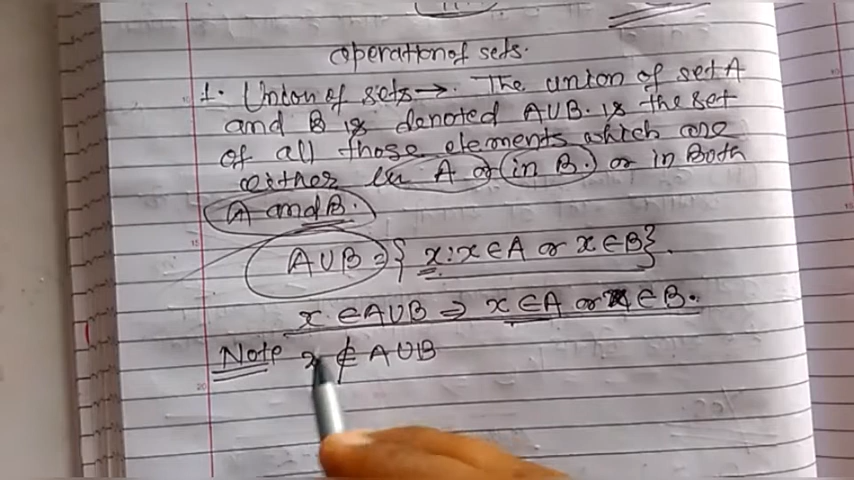 operation of sets.
1. Union of sets → . The union of set A
and B is denoted A∪B. is the set
of all those elements which are
either in A or in B. or in Both
A and B.
A∪B = { x : x ∈ A or x ∈ B } .
x ∈ A∪B ⇒ x ∈ A or x ∈ B.
Note x ∉ A∪B